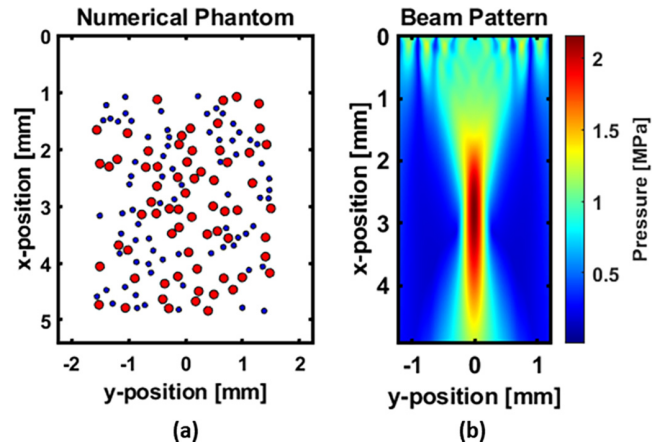 Numerical Phantom
0
1
2
3
4
5
x-position [mm]
-2 -1 0 1 2
y-position [mm]
(a)
Beam Pattern
0
1
2
3
4
x-position [mm]
-1 0 1
y-position [mm]
(b)
2
1.5
1
0.5
Pressure [MPa]